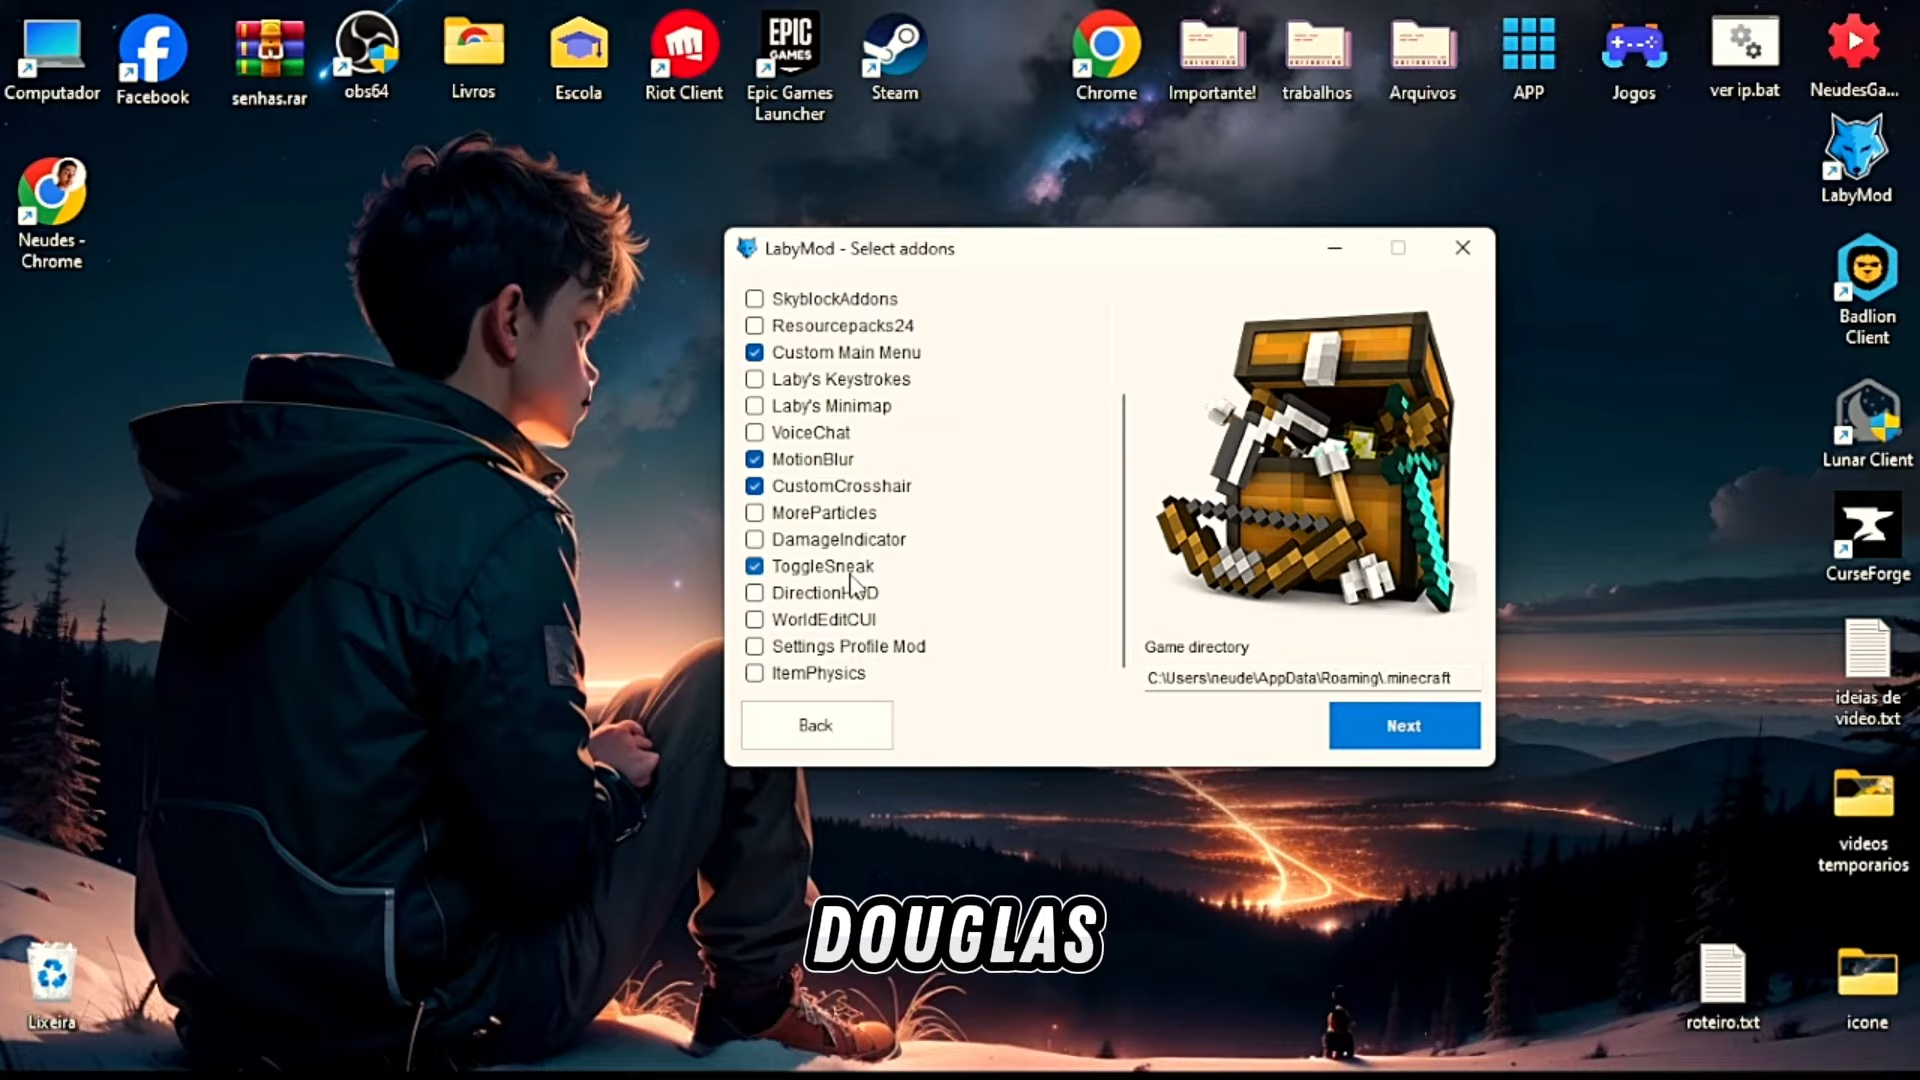 Computador
Facebook
senhas.rar
obs64
Livros
Escola
Riot Client
EPIC
GAMES
Epic Games
Launcher
Steam
Chrome
Importante!
trabalhos
Arquivos
APP
Jogos
ver ip.bat
NeudesGa...
Neudes -
Chrome
LabyMod
Badlion
Client
Lunar Client
CurseForge
ideias de
video.txt
videos
temporarios
roteiro.txt
icone
Lixeira
LabyMod - Select addons
SkyblockAddons
Resourcepacks24
Custom Main Menu
Laby's Keystrokes
Laby's Minimap
VoiceChat
MotionBlur
CustomCrosshair
MoreParticles
DamageIndicator
ToggleSneak
DirectionHUD
WorldEditCUI
Settings Profile Mod
ItemPhysics
Game directory
C:\Users\neude\AppData\Roaming\.minecraft
Back
Next
DOUGLAS